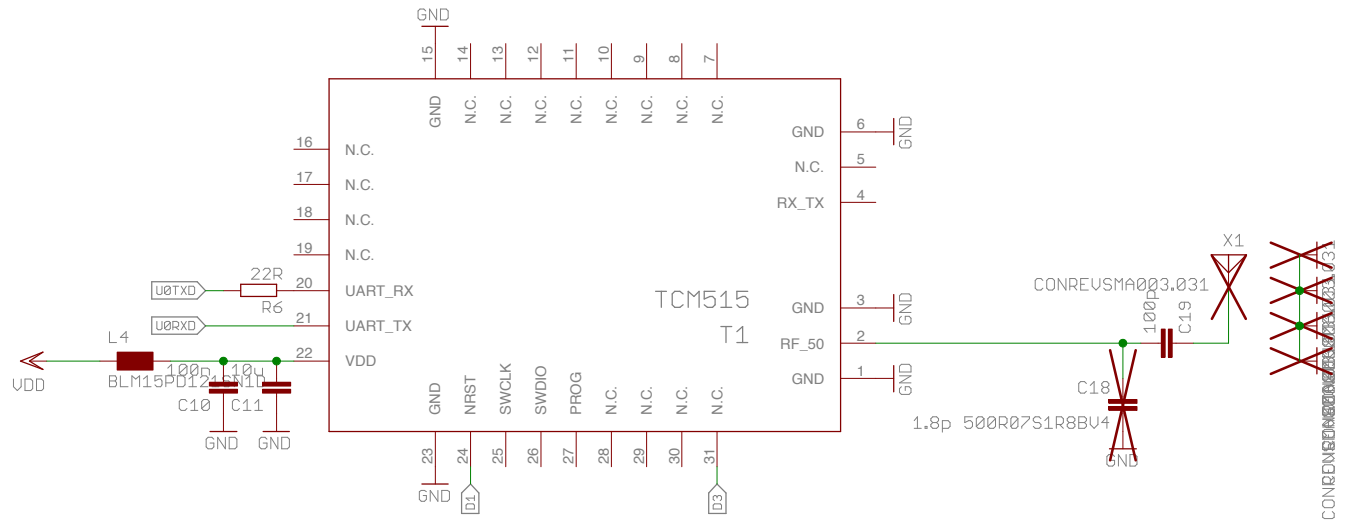 GND
15
14
13
12
11
10
9
8
7
GND
N.C.
N.C.
N.C.
N.C.
N.C.
N.C.
N.C.
N.C.
16
N.C.
17
N.C.
18
N.C.
19
N.C.
U0TXD
22R
R6
20
UART_RX
U0RXD
21
UART_TX
L4
VDD
BLM15PD121SN1D
100n
10u
C10
C11
GND
GND
22
VDD
TCM515
T1
GND
6
GND
N.C.
5
RX_TX
4
GND
3
GND
RF_50
2
GND
1
GND
GND
NRST
SWCLK
SWDIO
PROG
N.C.
N.C.
N.C.
N.C.
23
24
25
26
27
28
29
30
31
GND
D1
D3
X1
CONREVSMA003.031
100p
C19
C18
1.8p 500R07S1R8BV4
GND